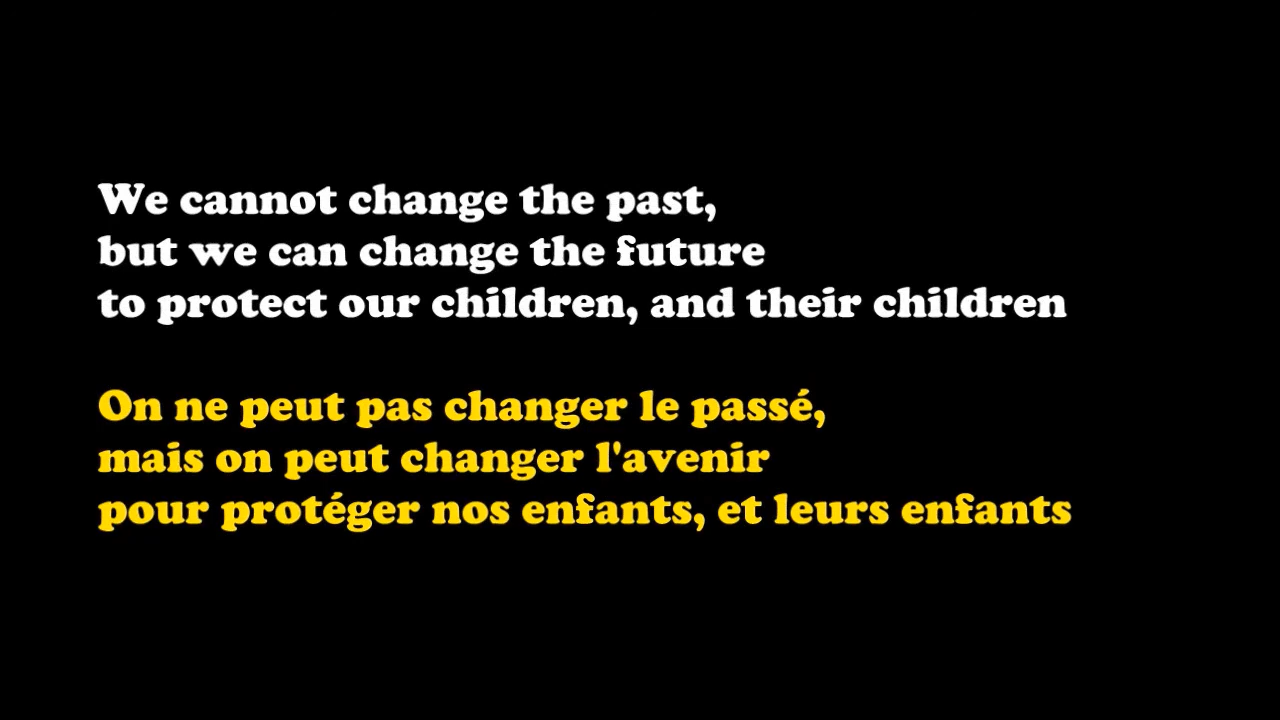 We cannot change the past,
but we can change the future
to protect our children, and their children
On ne peut pas changer le passé,
mais on peut changer l'avenir
pour protéger nos enfants, et leurs enfants